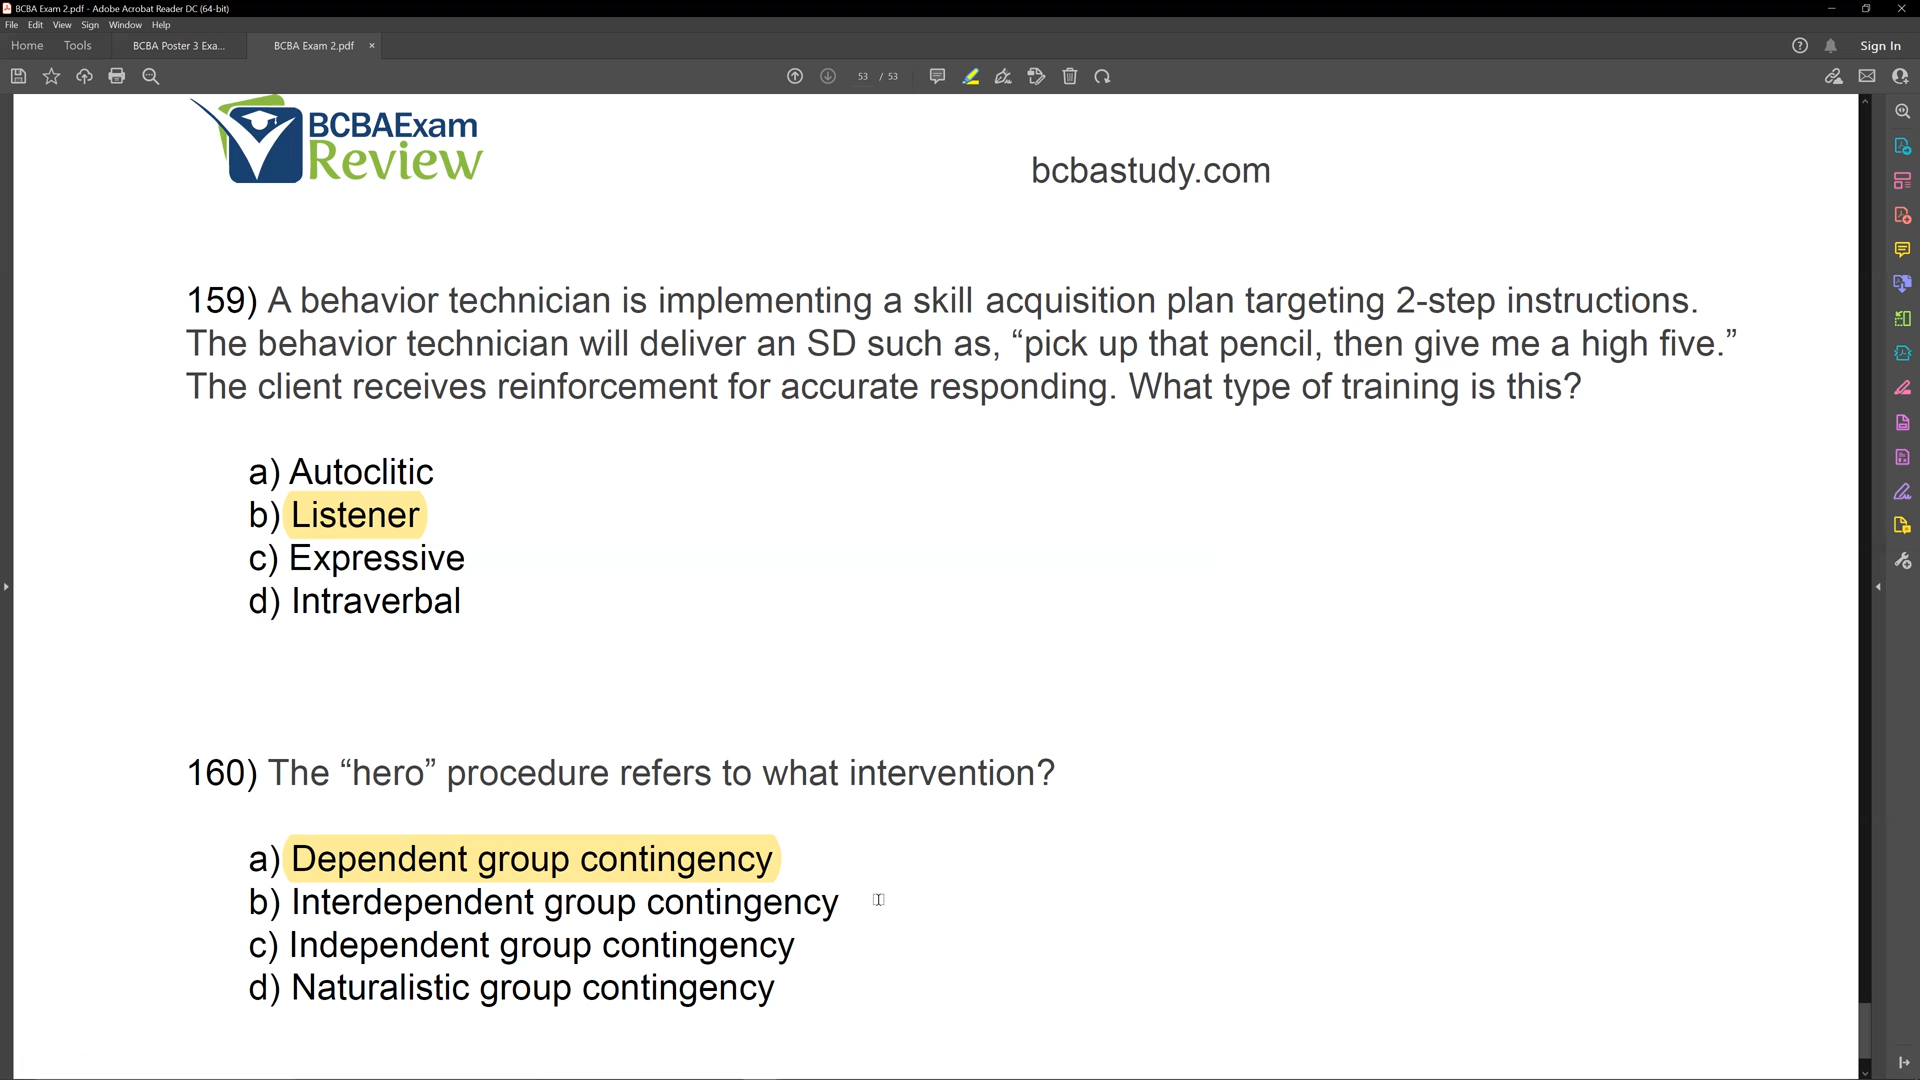 BCBA Exam 2.pdf - Adobe Acrobat Reader DC (64-bit)
File Edit View Sign Window Help
Home Tools BCBA Poster 3 Exa... BCBA Exam 2.pdf × Sign In
53 / 53
BCBAExam
Review
bcbastudy.com
159) A behavior technician is implementing a skill acquisition plan targeting 2-step instructions.
The behavior technician will deliver an SD such as, “pick up that pencil, then give me a high five.”
The client receives reinforcement for accurate responding. What type of training is this?
a) Autoclitic
b) Listener
c) Expressive
d) Intraverbal
160) The “hero” procedure refers to what intervention?
a) Dependent group contingency
b) Interdependent group contingency
c) Independent group contingency
d) Naturalistic group contingency